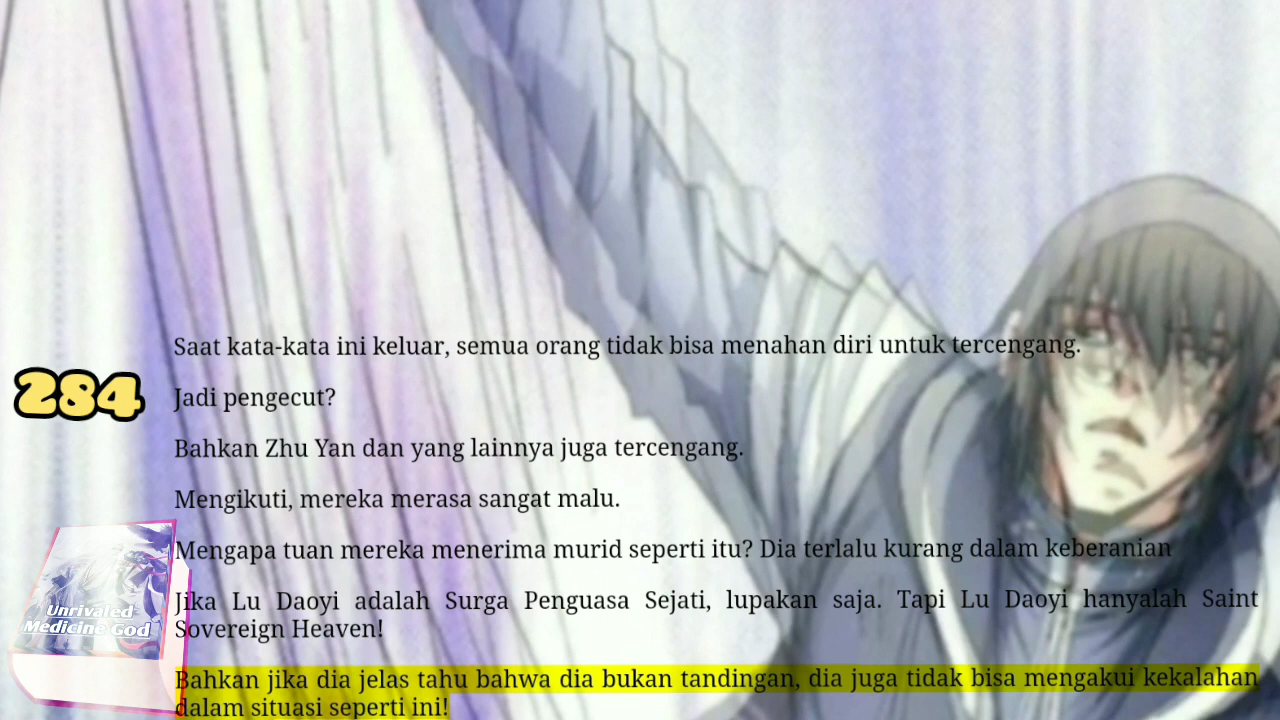 Saat kata-kata ini keluar, semua orang tidak bisa menahan diri untuk tercengang.
284
Jadi pengecut?
Bahkan Zhu Yan dan yang lainnya juga tercengang.
Mengikuti, mereka merasa sangat malu.
Mengapa tuan mereka menerima murid seperti itu? Dia terlalu kurang dalam keberanian
Jika Lu Daoyi adalah Surga Penguasa Sejati, lupakan saja. Tapi Lu Daoyi hanyalah Saint
Sovereign Heaven!
Unrivaled
Medicine God
Bahkan jika dia jelas tahu bahwa dia bukan tandingan, dia juga tidak bisa mengakui kekalahan
dalam situasi seperti ini!